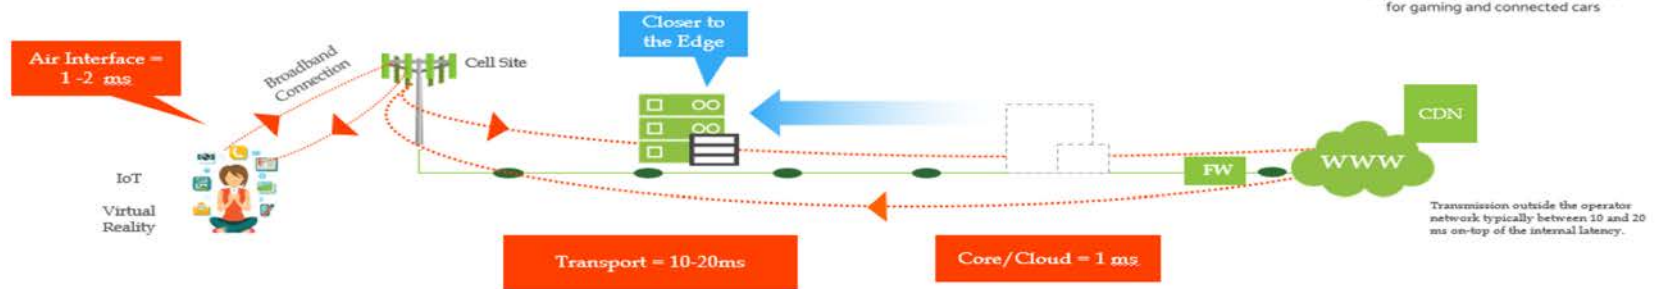 for gaming and connected cars
Closer to
the Edge
Air Interface =
1 -2 ms
Broadband
Connection
Cell Site
CDN
WWW
FW
IoT
Virtual
Reality
Transmission outside the operator
network typically between 10 and 20
ms on-top of the internal latency.
Transport = 10-20ms
Core/Cloud = 1 ms